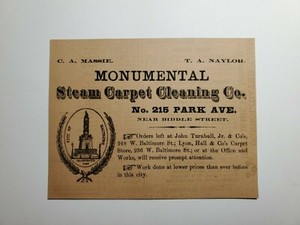 C. A. MASSIE. T. A. NAYLOR.
MONUMENTAL
Steam Carpet Cleaning Co.
No. 215 PARK AVE.
NEAR BIDDLE STREET.
☞Orders left at John Turnbull, Jr. & Co's,
W. Baltimore St.; Lyon, Hall & Co's Carpet
Store, 236 W. Baltimore St.; or at the Office and
Works, will receive prompt attention.
☞Work done at lower prices than ever before
in this city.